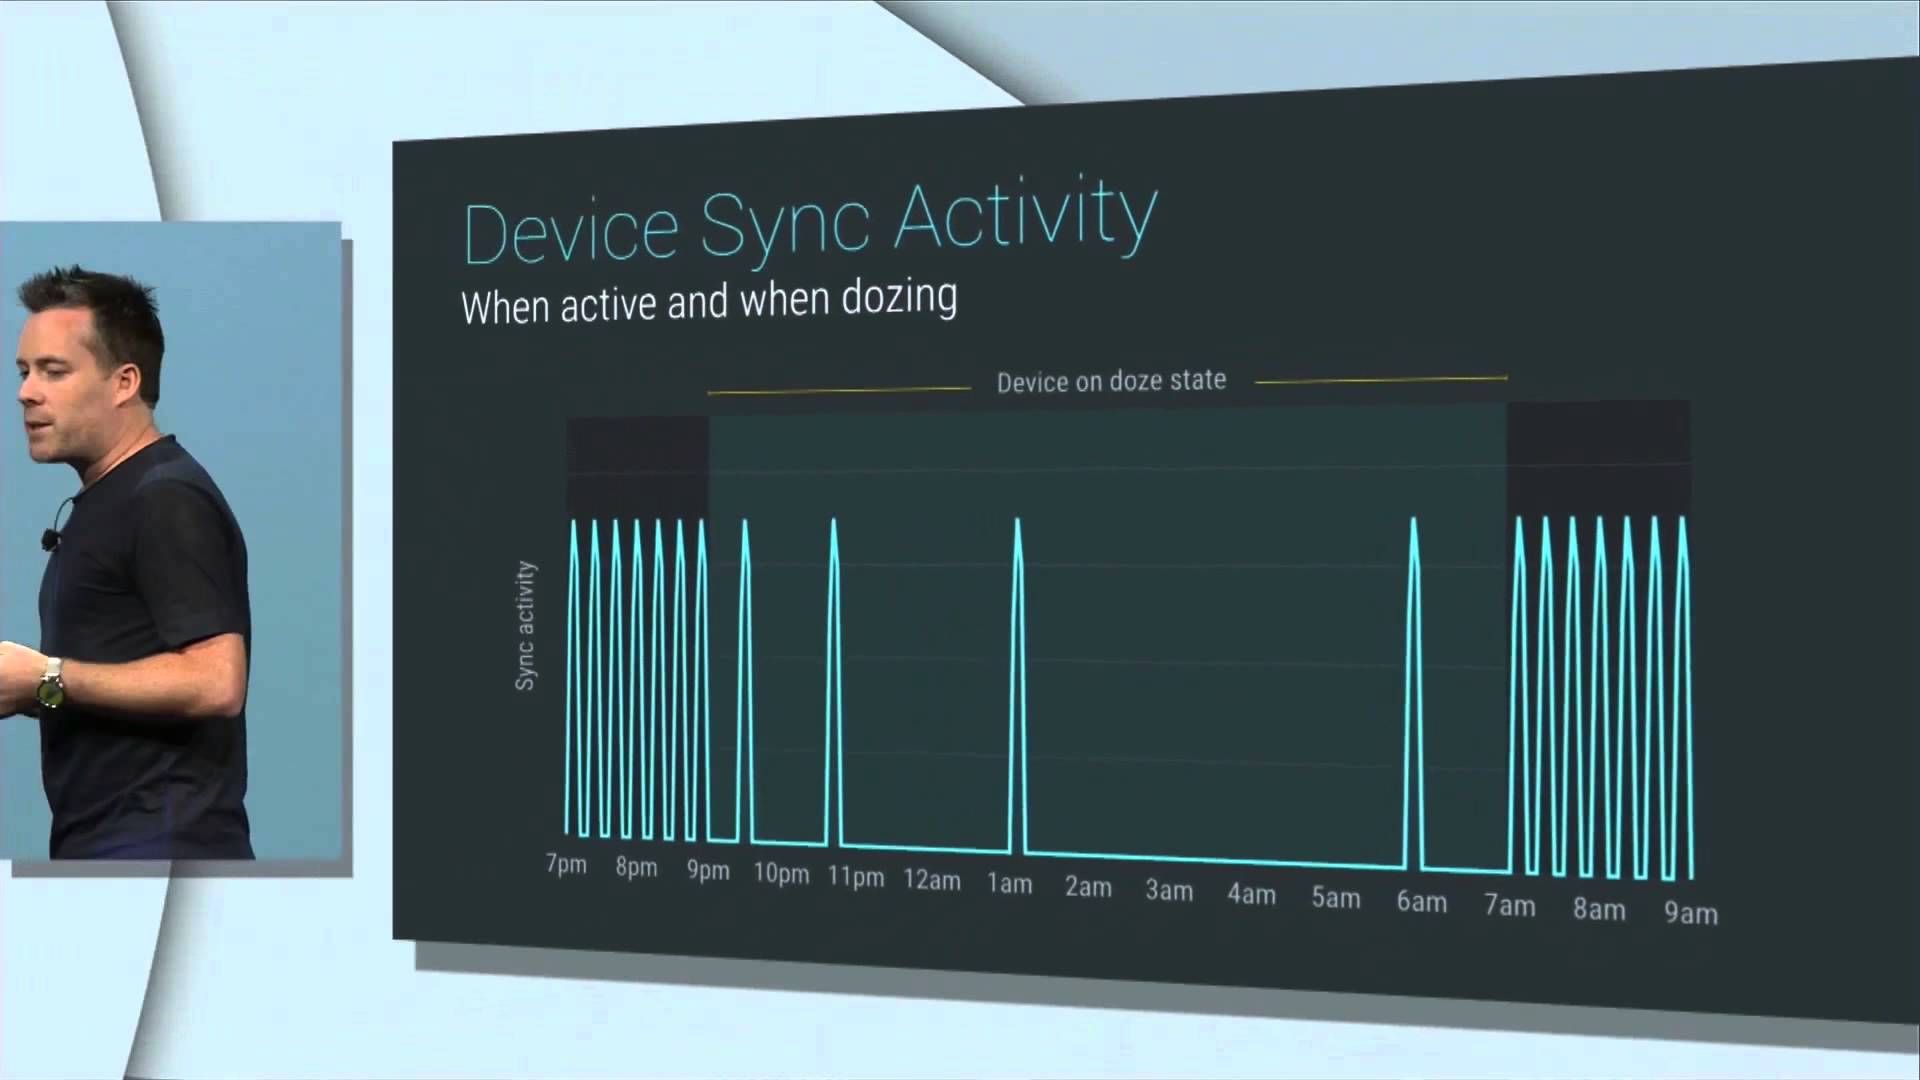 Device Sync Activity
When active and when dozing
Device on doze state
Sync activity
7pm 8pm 9pm 10pm 11pm 12am 1am 2am 3am 4am 5am 6am 7am 8am 9am